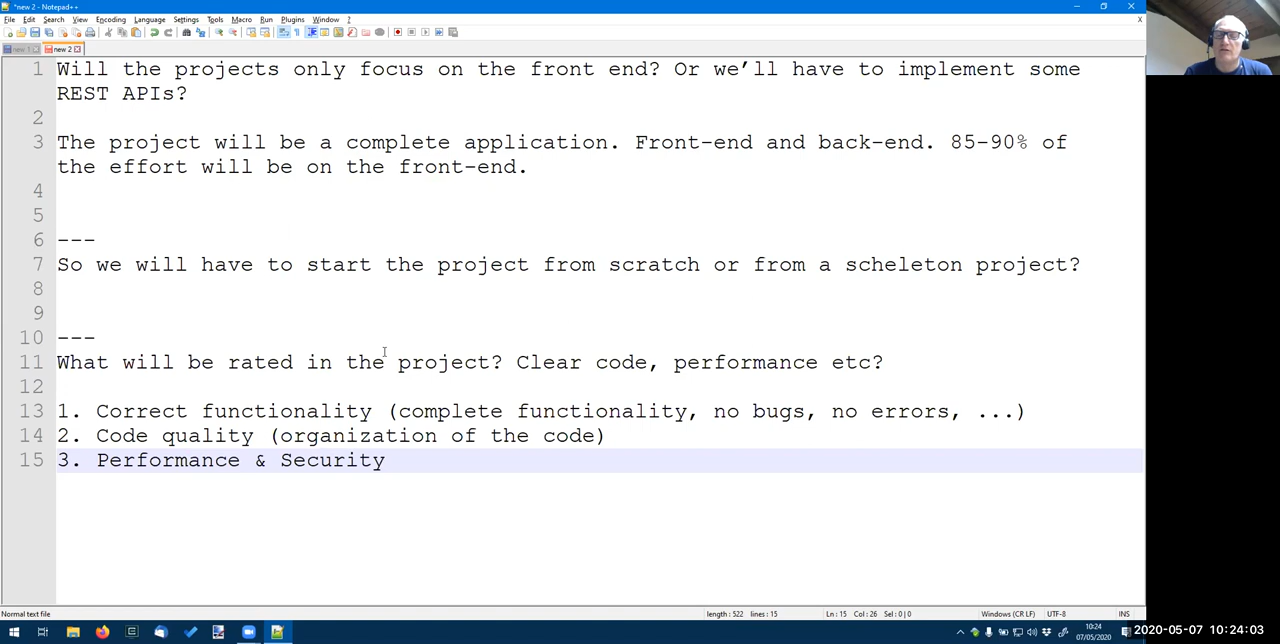 *new 2 - Notepad++
File Edit Search View Encoding Language Settings Tools Macro Run Plugins Window ? X
new 1 new 2
1 Will the projects only focus on the front end? Or we’ll have to implement some
REST APIs?
2
3 The project will be a complete application. Front-end and back-end. 85-90% of
the effort will be on the front-end.
4
5
6 ---
7 So we will have to start the project from scratch or from a scheleton project?
8
9
10 ---
11 What will be rated in the project? Clear code, performance etc?
12
13 1. Correct functionality (complete functionality, no bugs, no errors, ...)
14 2. Code quality (organization of the code)
15 3. Performance & Security
Normal text file length : 522 lines : 15 Ln : 15 Col : 26 Sel : 0 | 0 Windows (CR LF) UTF-8 INS
10:24
07/05/2020
2020-05-07 10:24:03